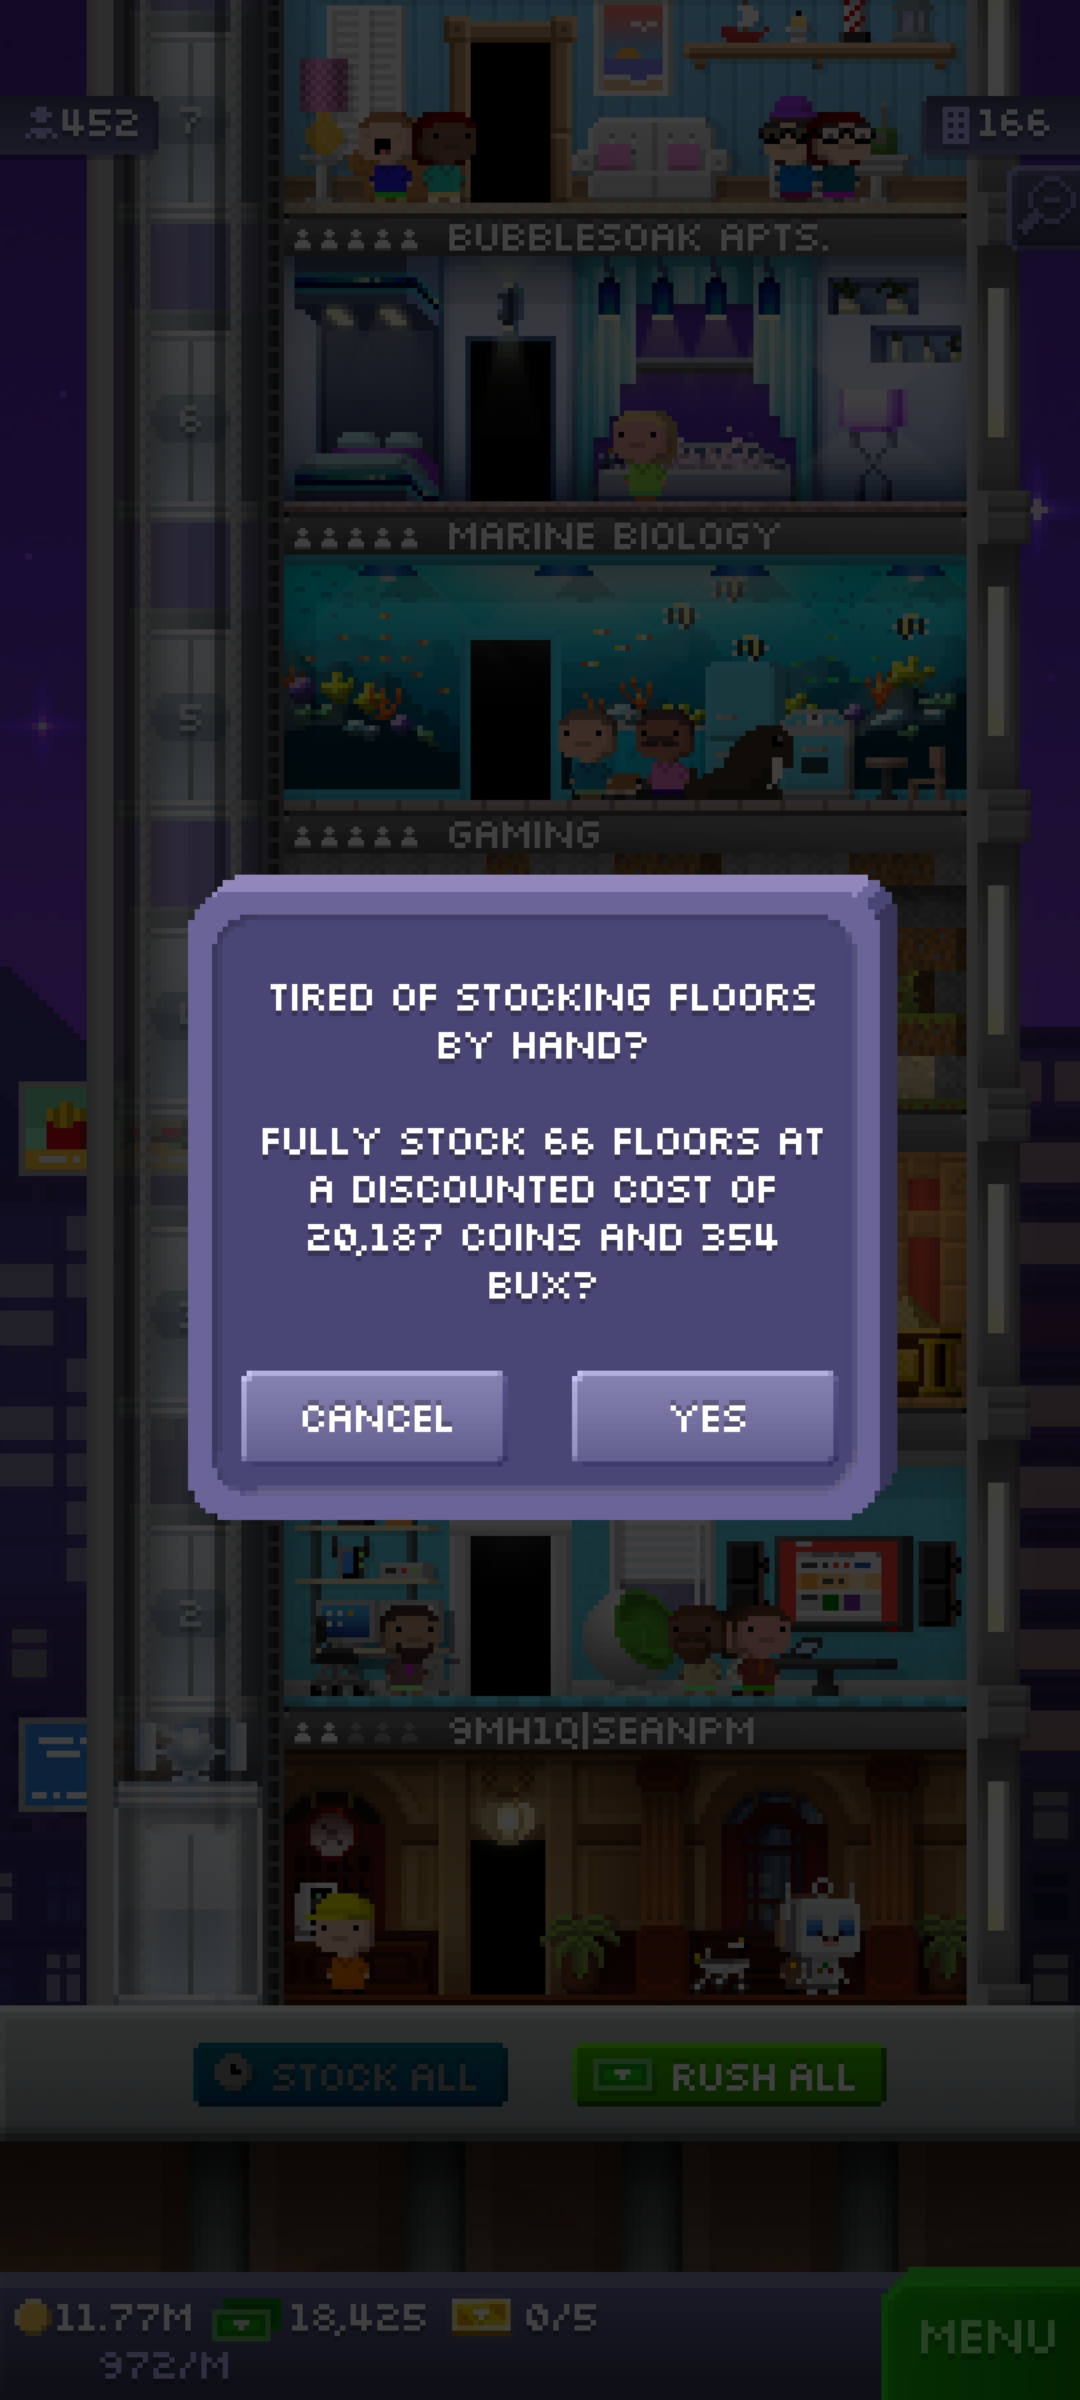 452
7
166
BUBBLESOAK APTS.
6
MARINE BIOLOGY
5
GAMING
TIRED OF STOCKING FLOORS
BY HAND?
FULLY STOCK 66 FLOORS AT
A DISCOUNTED COST OF
20,187 COINS AND 354
BUX?
CANCEL
YES
2
9MH1Q|SEANPM
STOCK ALL
RUSH ALL
11.77M
18,425
0/5
972/M
MENU